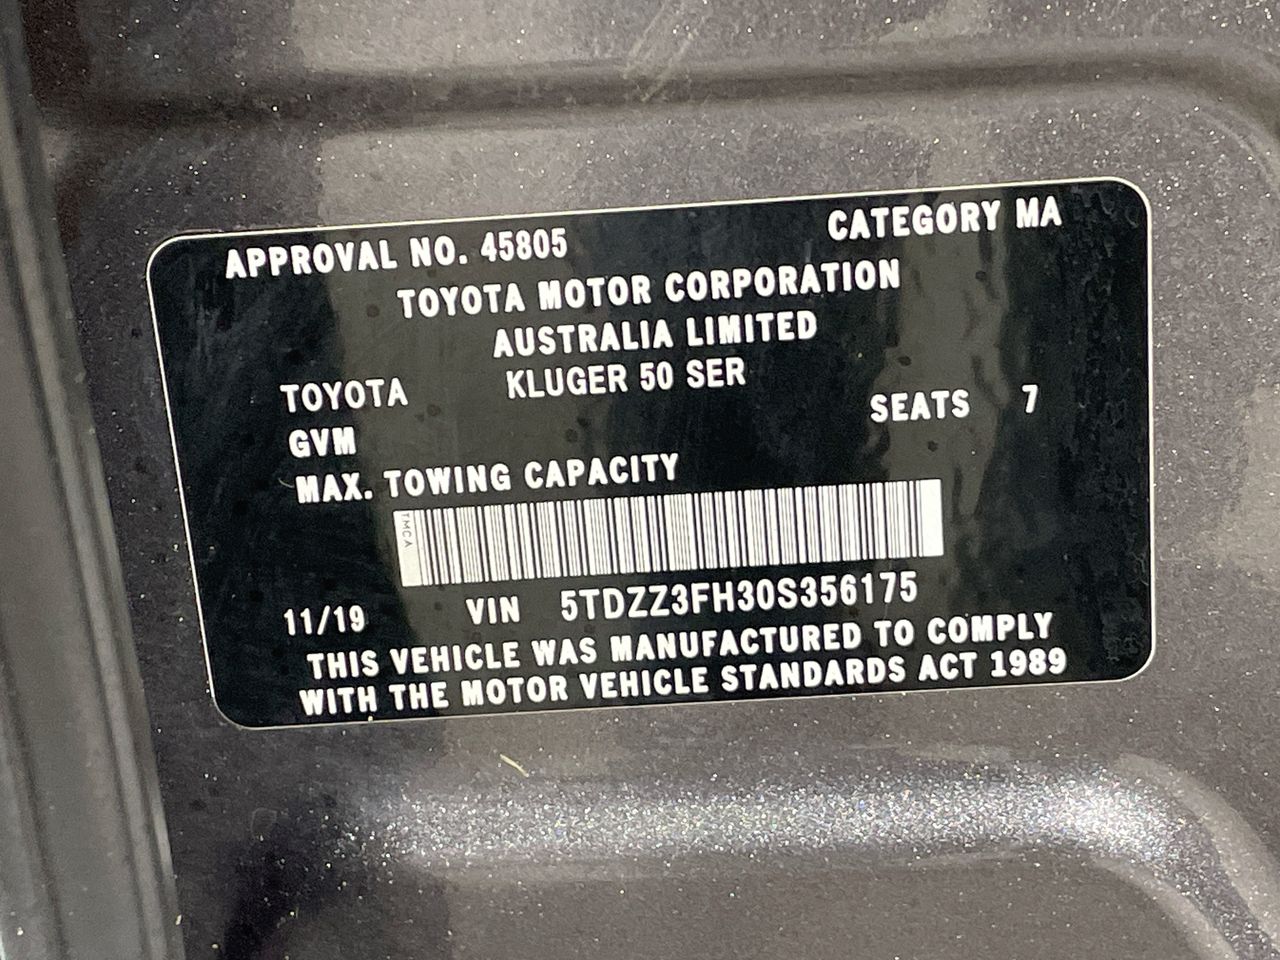 APPROVAL NO. 45805 CATEGORY MA
TOYOTA MOTOR CORPORATION
AUSTRALIA LIMITED
TOYOTA KLUGER 50 SER
GVM SEATS 7
MAX. TOWING CAPACITY
TMCA
11/19 VIN 5TDZZ3FH30S356175
THIS VEHICLE WAS MANUFACTURED TO COMPLY
WITH THE MOTOR VEHICLE STANDARDS ACT 1989